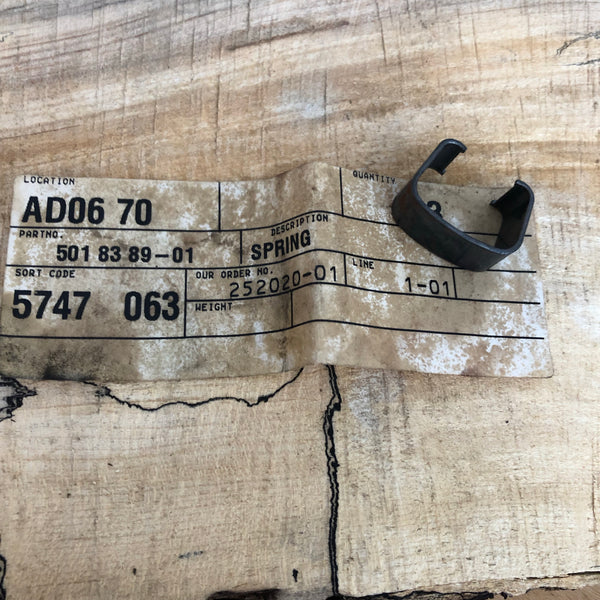 LOCATION QUANTITY
AD06 70 3
PARTNO. DESCRIPTION
501 83 89-01 SPRING
SORT CODE OUR ORDER NO. LINE
5747 063 252020-01 1-01
WEIGHT